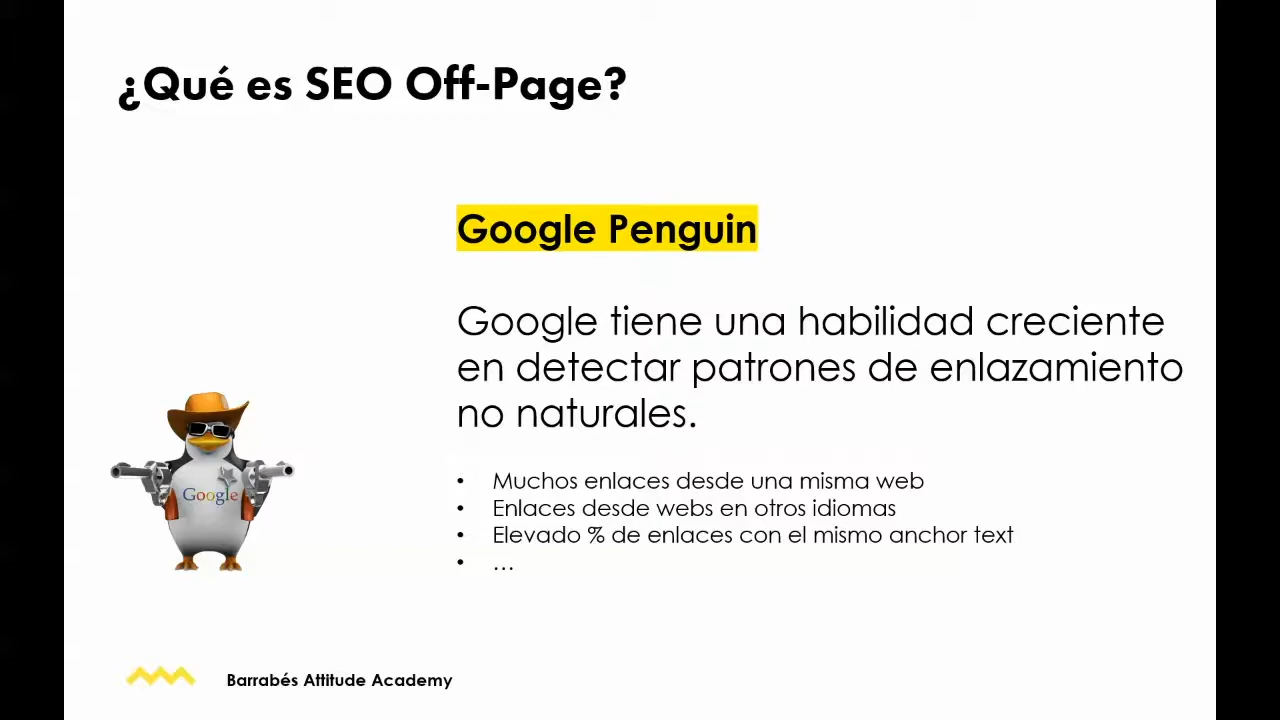 ¿Qué es SEO Off-Page?
Google Penguin
Google tiene una habilidad creciente
en detectar patrones de enlazamiento
no naturales.
• Muchos enlaces desde una misma web
• Enlaces desde webs en otros idiomas
• Elevado % de enlaces con el mismo anchor text
• ...
Google
Barrabés Attitude Academy